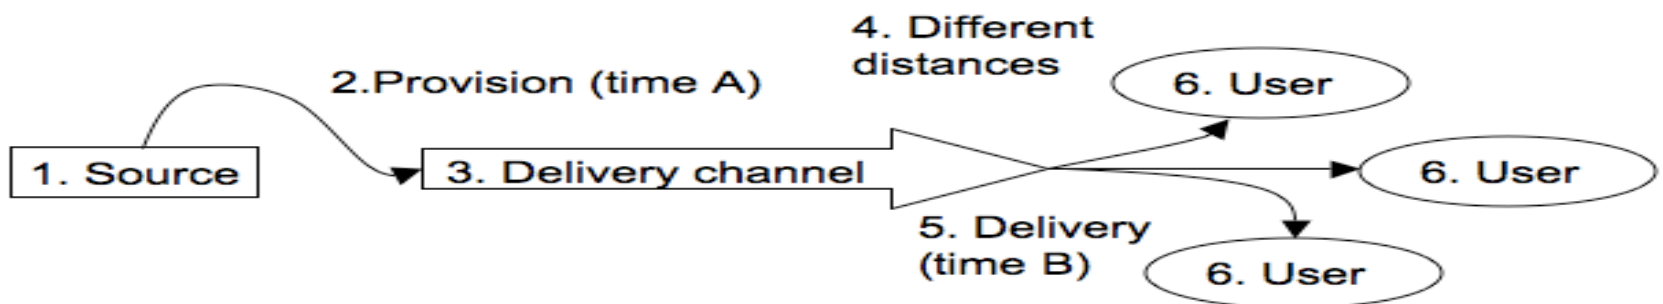 1. Source
2.Provision (time A)
3. Delivery channel
4. Different
distances
5. Delivery
(time B)
6. User
6. User
6. User